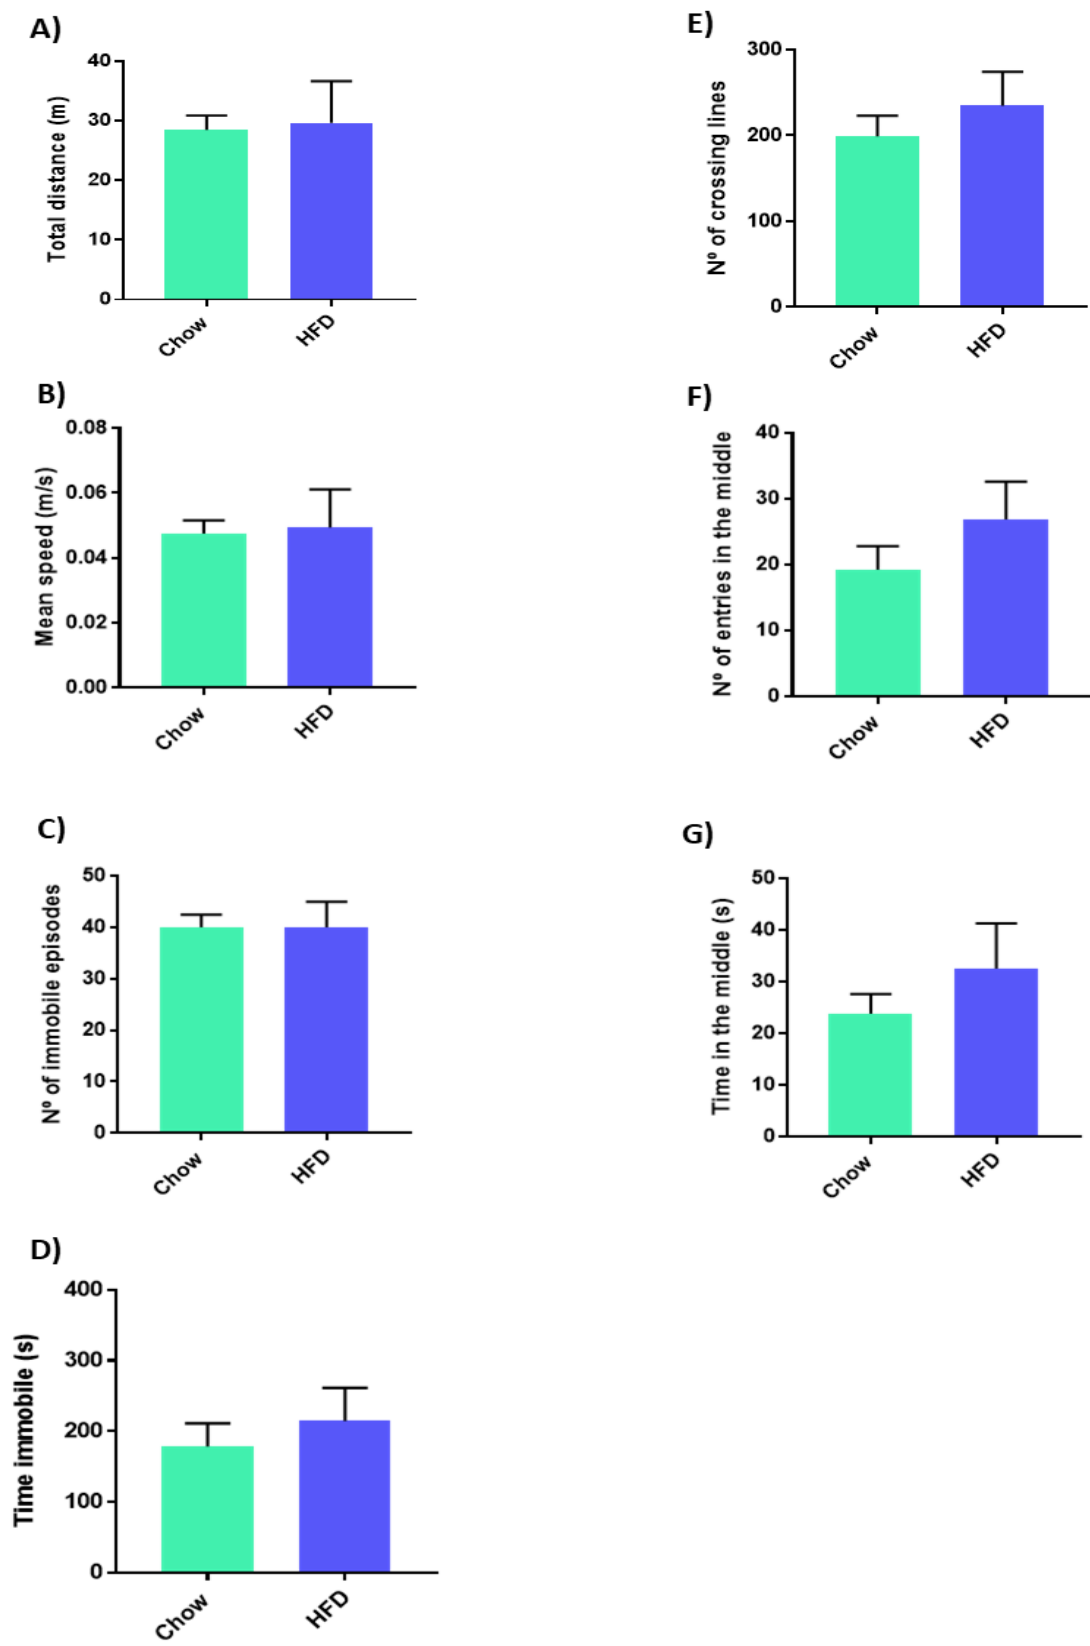 A)
Total distance (m)
40
30
20
10
0
Chow
HFD
B)
Mean speed (m/s)
0.08
0.06
0.04
0.02
0.00
Chow
HFD
C)
Nº of immobile episodes
50
40
30
20
10
0
Chow
HFD
D)
Time immobile (s)
400
300
200
100
0
Chow
HFD
E)
Nº of crossing lines
300
200
100
0
Chow
HFD
F)
Nº of entries in the middle
40
30
20
10
0
Chow
HFD
G)
Time in the middle (s)
50
40
30
20
10
0
Chow
HFD